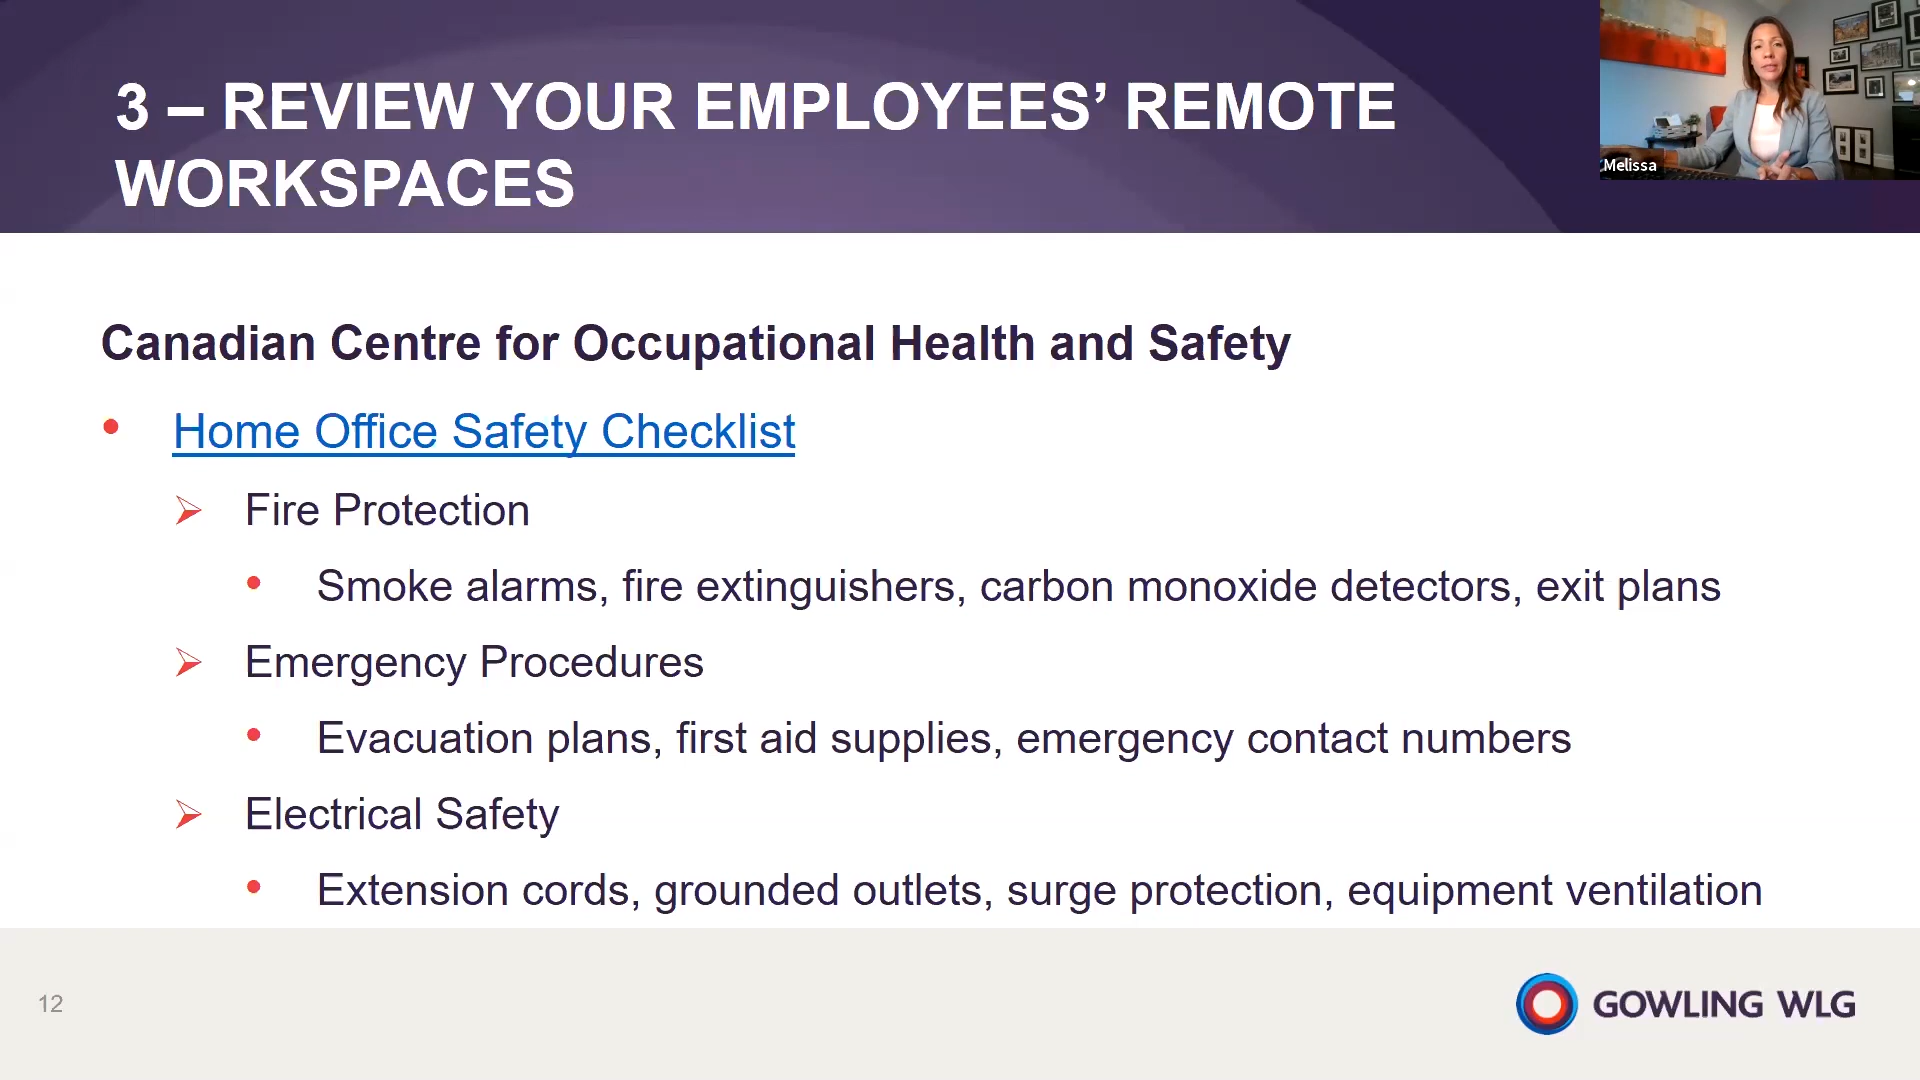 3 – REVIEW YOUR EMPLOYEES’ REMOTE
WORKSPACES
Melissa
Canadian Centre for Occupational Health and Safety
• Home Office Safety Checklist
➢ Fire Protection
• Smoke alarms, fire extinguishers, carbon monoxide detectors, exit plans
➢ Emergency Procedures
• Evacuation plans, first aid supplies, emergency contact numbers
➢ Electrical Safety
• Extension cords, grounded outlets, surge protection, equipment ventilation
12
GOWLING WLG